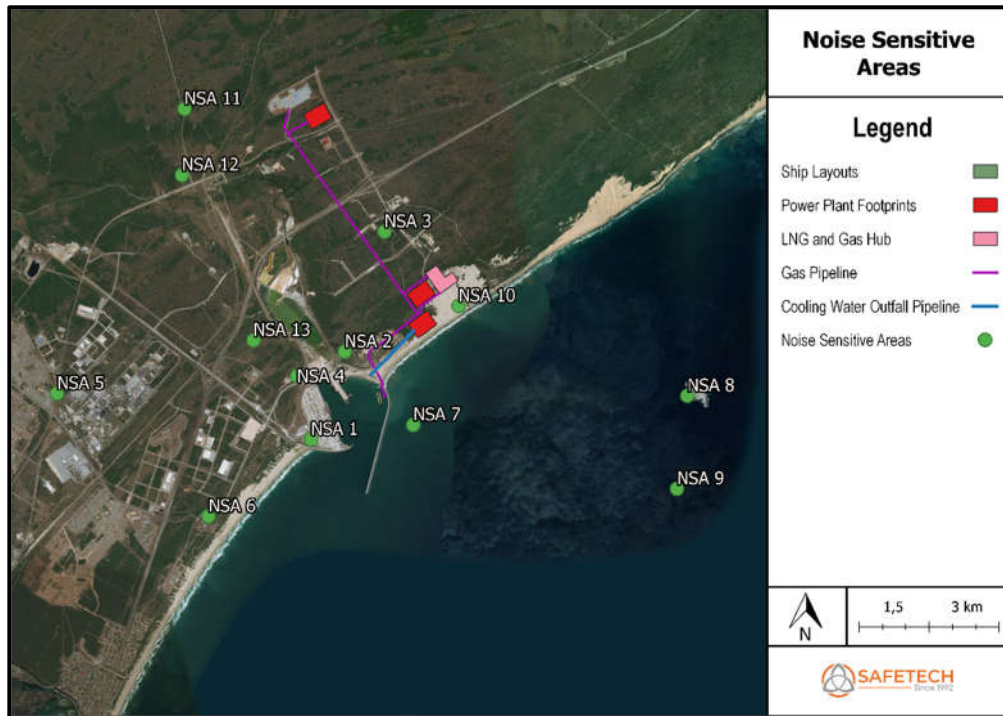 Noise Sensitive
Areas
Legend
Ship Layouts
Power Plant Footprints
LNG and Gas Hub
Gas Pipeline
Cooling Water Outfall Pipeline
Noise Sensitive Areas
NSA 11
NSA 12
NSA 3
NSA 10
NSA 13
NSA 2
NSA 4
NSA 5
NSA 8
NSA 7
NSA 1
NSA 9
NSA 6
N
1,5 3 km
SAFETECH
Since 1992